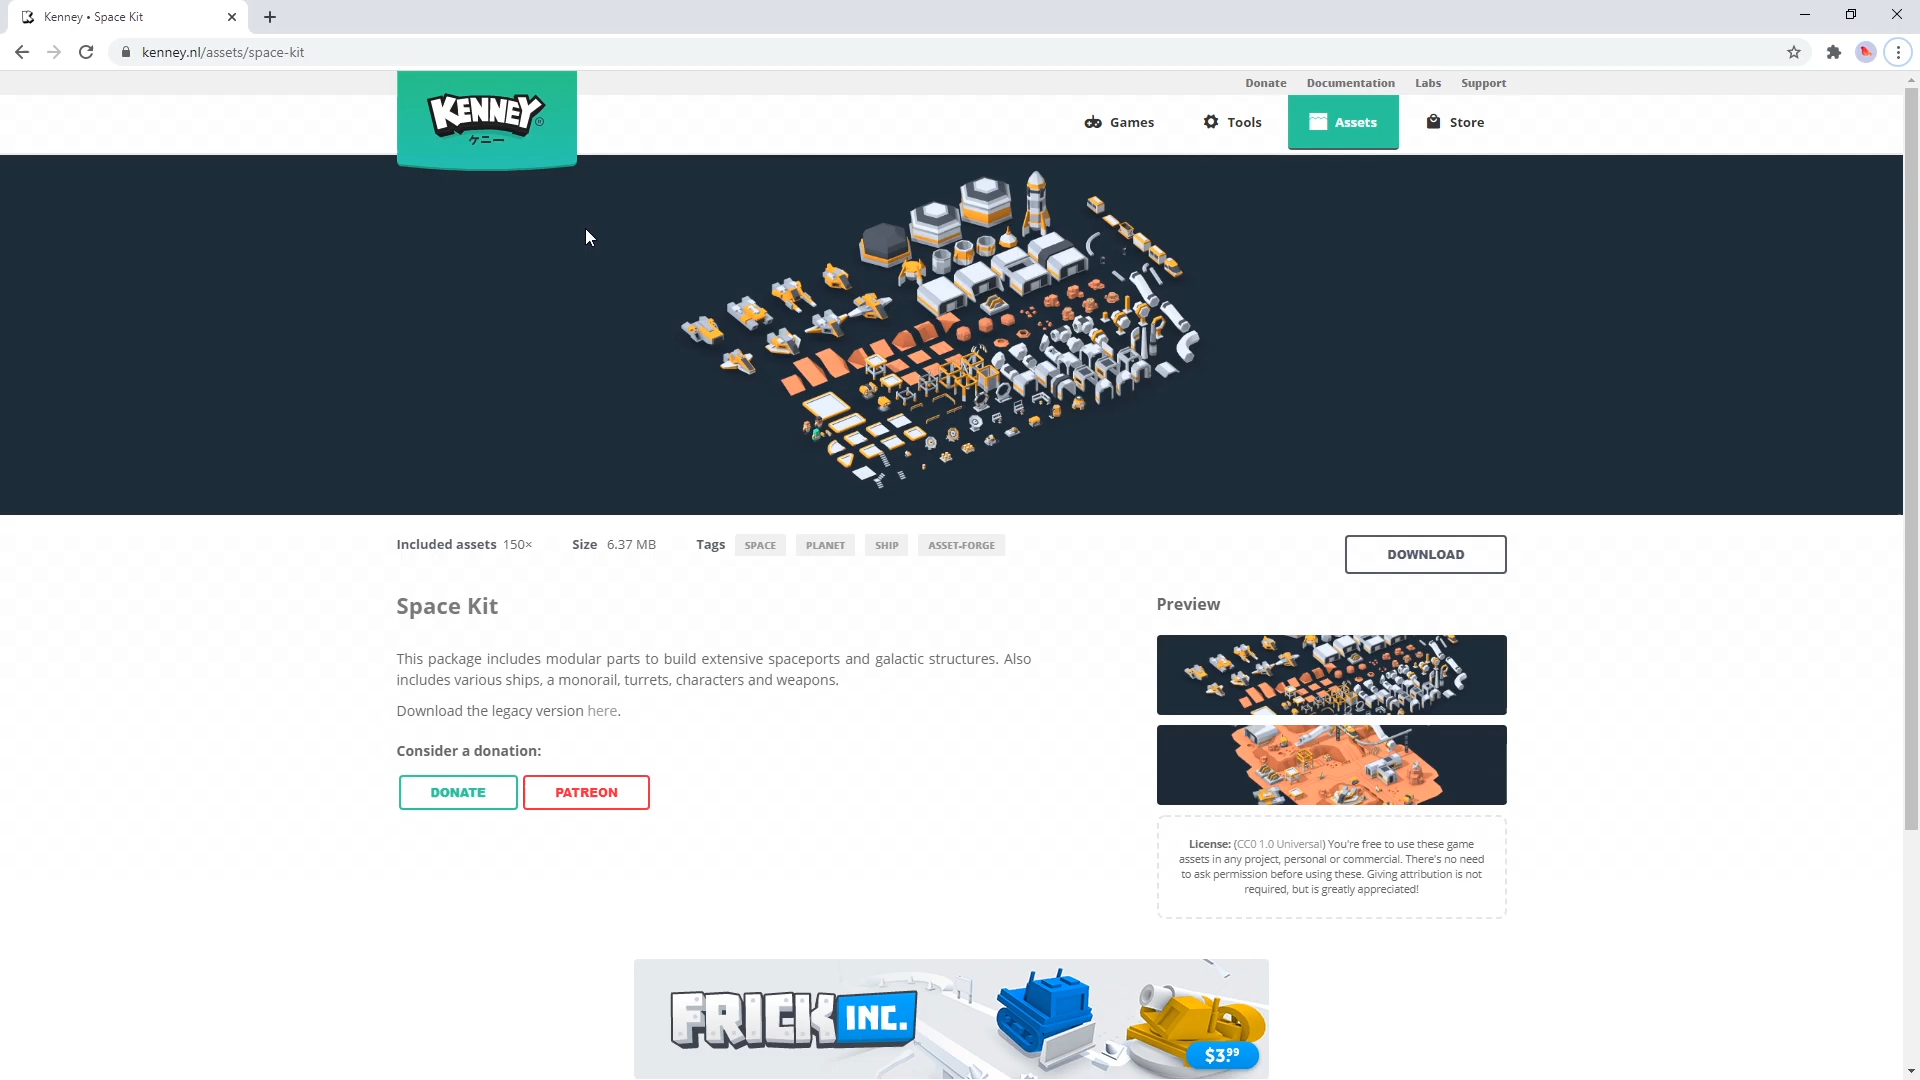 Kenney • Space Kit
kenney.nl/assets/space-kit
Donate Documentation Labs Support
KENNEY®
ケニー
Games Tools Assets Store
Included assets 150× Size 6.37 MB Tags SPACE PLANET SHIP ASSET-FORGE
DOWNLOAD
Space Kit
This package includes modular parts to build extensive spaceports and galactic structures. Also
includes various ships, a monorail, turrets, characters and weapons.
Download the legacy version here.
Consider a donation:
DONATE PATREON
Preview
License: (CC0 1.0 Universal) You're free to use these game
assets in any project, personal or commercial. There's no need
to ask permission before using these. Giving attribution is not
required, but is greatly appreciated!
FRICK INC.
$3.99